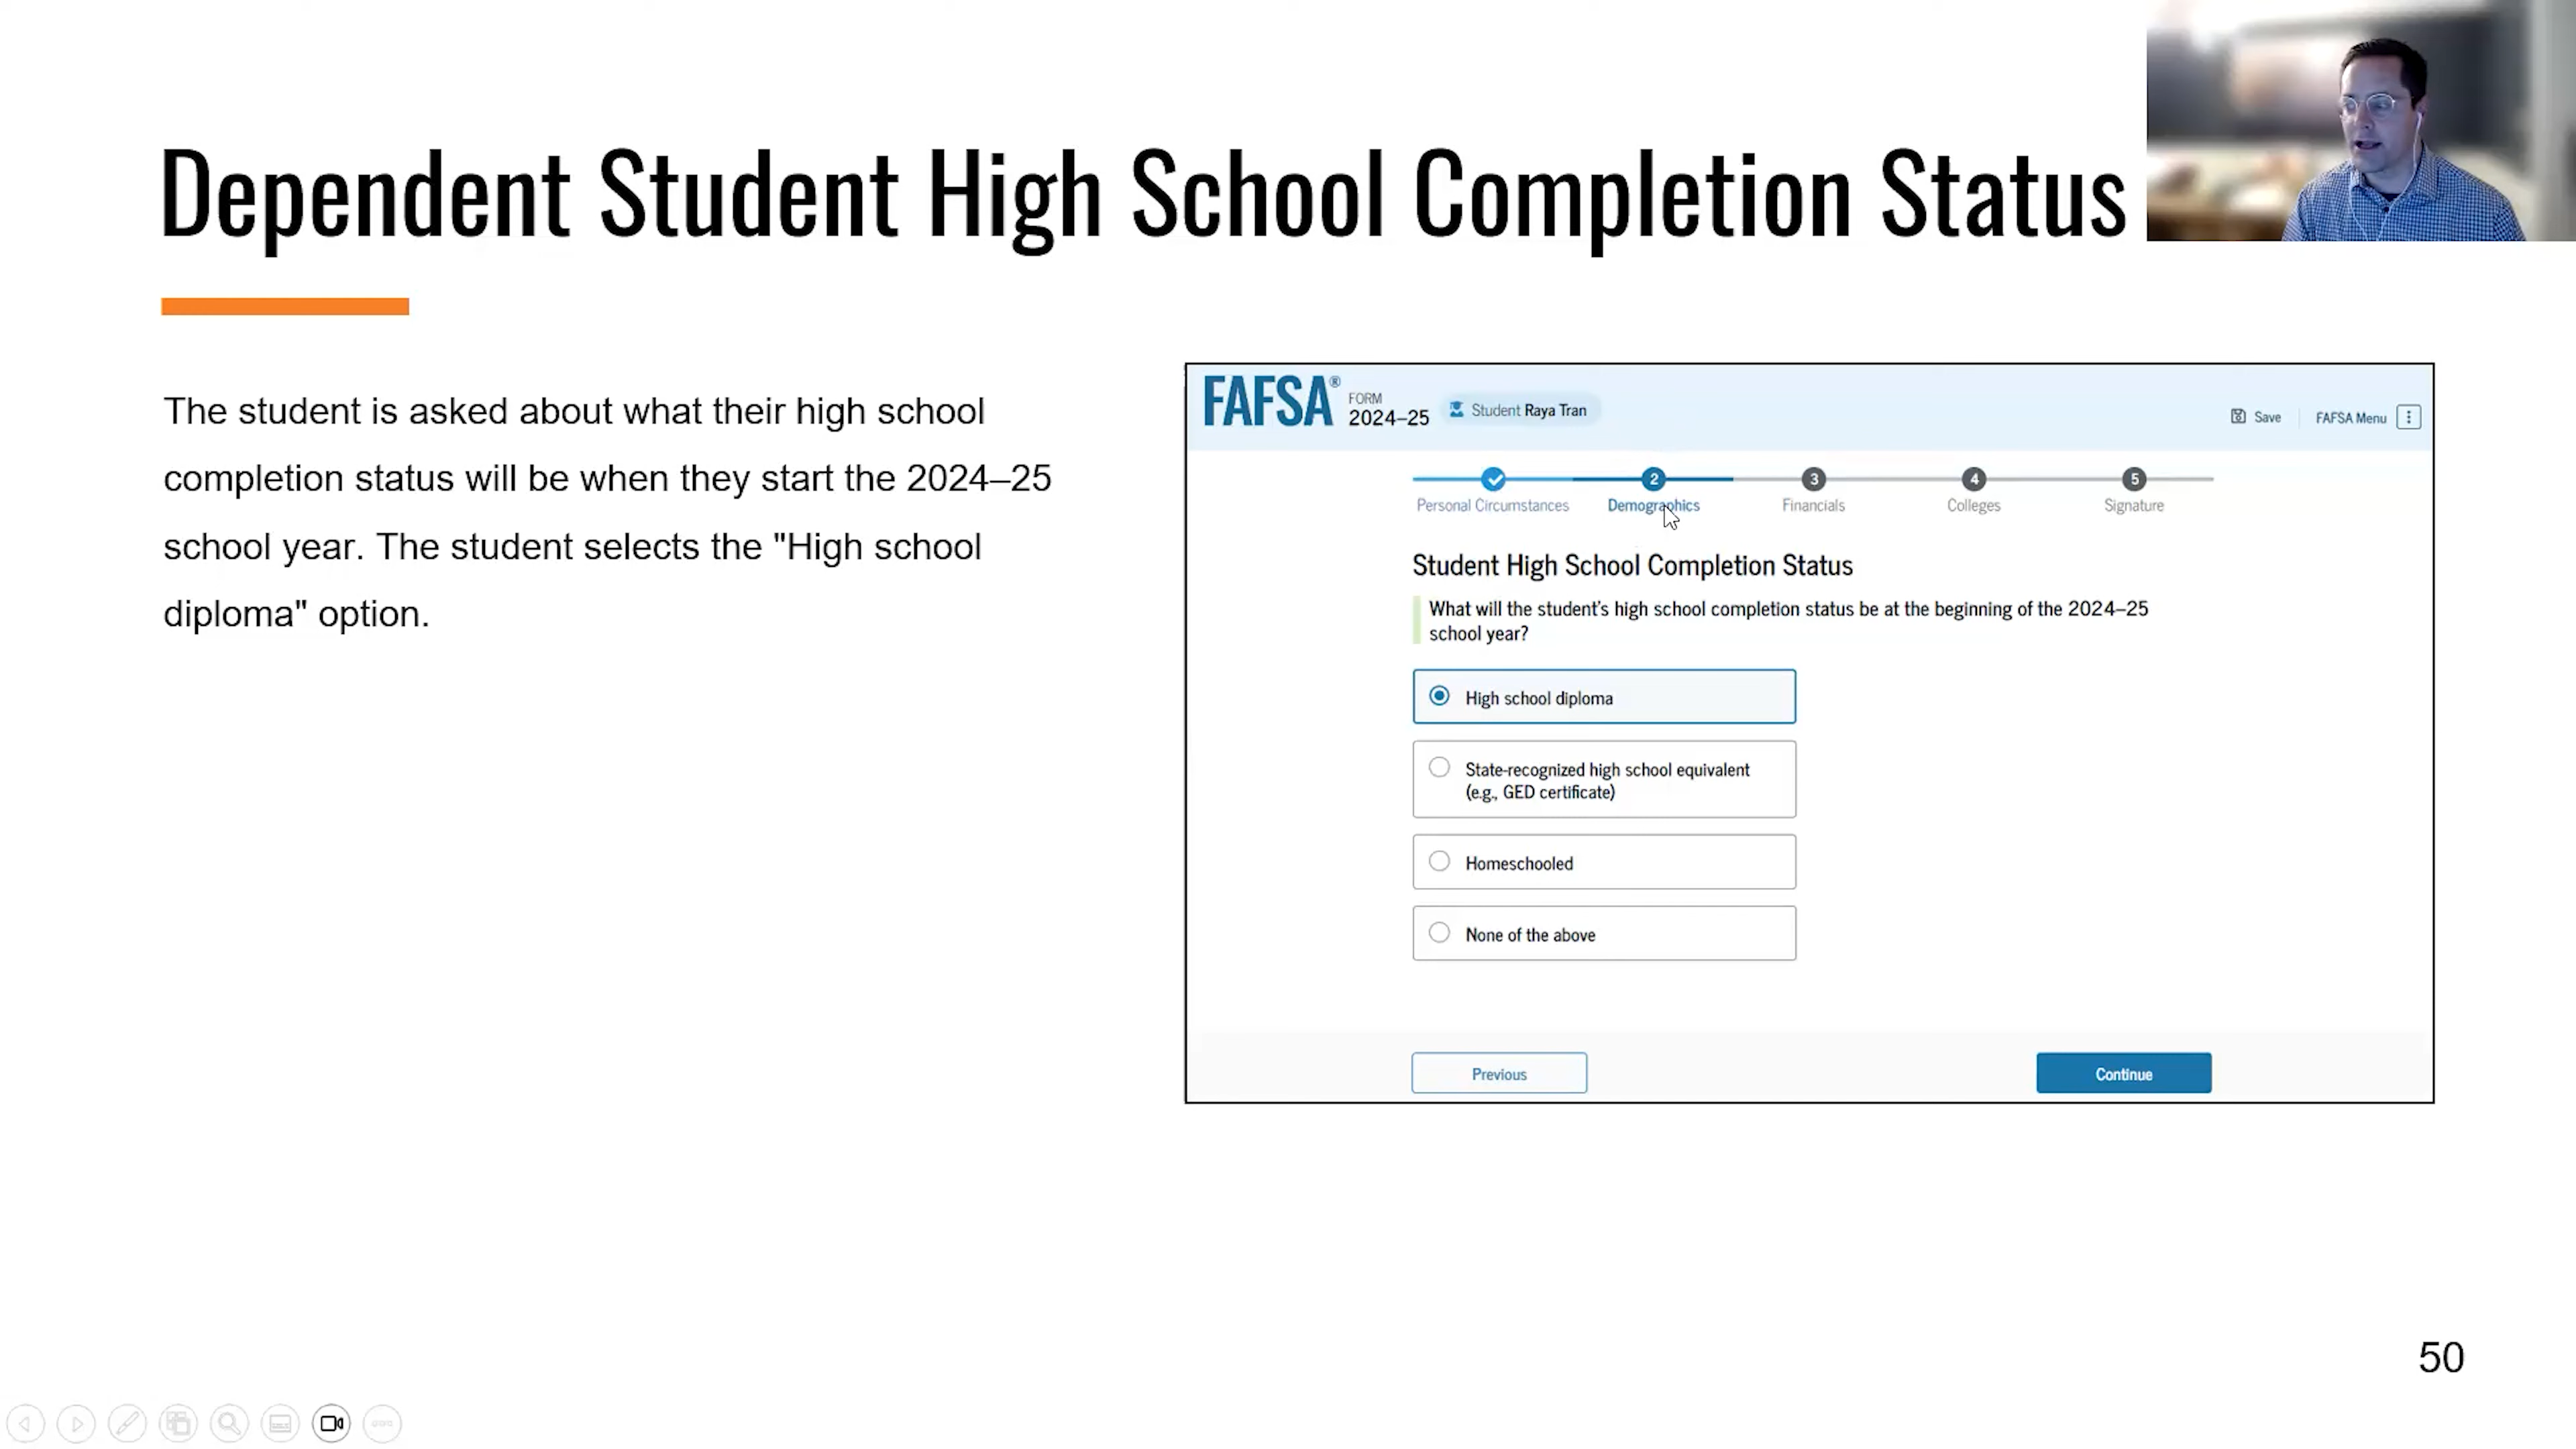 Dependent Student High School Completion Status
The student is asked about what their high school
completion status will be when they start the 2024–25
school year. The student selects the "High school
diploma" option.
FAFSA®
FORM
2024–25
Student Raya Tran
Save
FAFSA Menu
2
3
4
5
Personal Circumstances
Demographics
Financials
Colleges
Signature
Student High School Completion Status
What will the student's high school completion status be at the beginning of the 2024–25
school year?
High school diploma
State-recognized high school equivalent
(e.g., GED certificate)
Homeschooled
None of the above
Previous
Continue
50